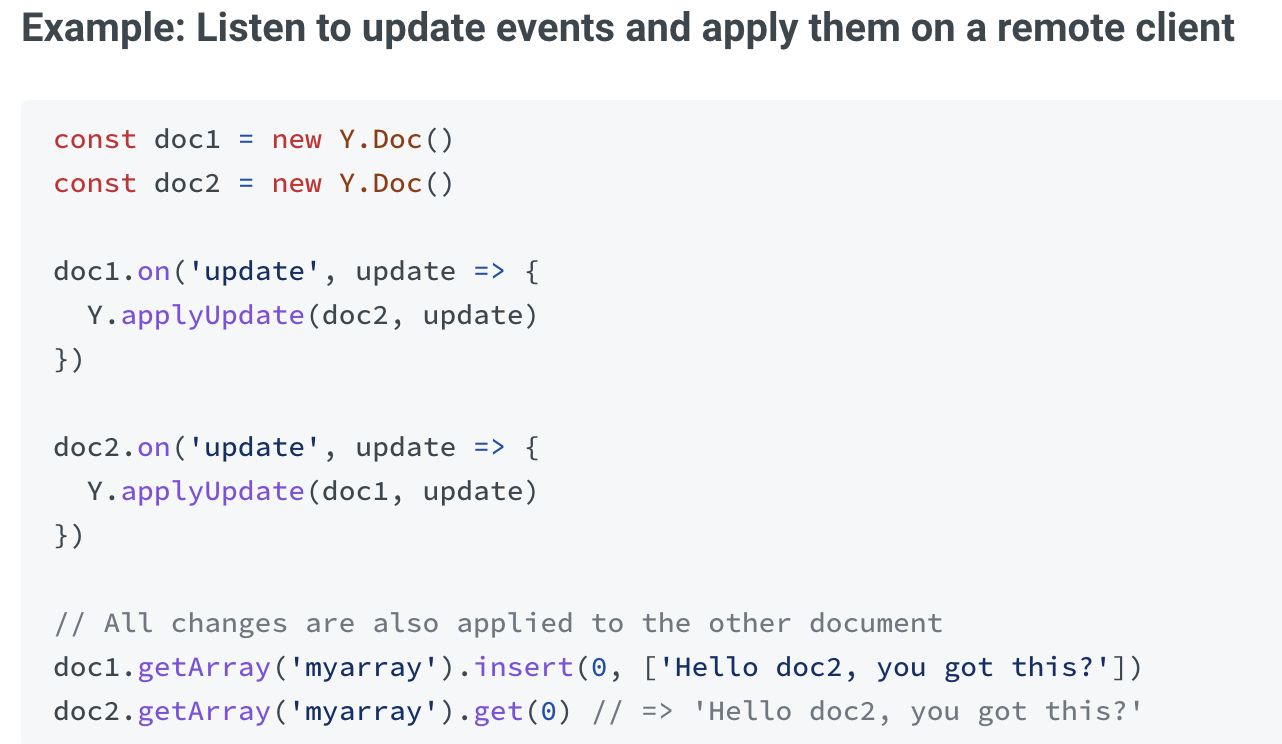 Example: Listen to update events and apply them on a remote client
const doc1 = new Y.Doc()
const doc2 = new Y.Doc()
doc1.on('update', update => {
  Y.applyUpdate(doc2, update)
})
doc2.on('update', update => {
  Y.applyUpdate(doc1, update)
})
// All changes are also applied to the other document
doc1.getArray('myarray').insert(0, ['Hello doc2, you got this?'])
doc2.getArray('myarray').get(0) // => 'Hello doc2, you got this?'